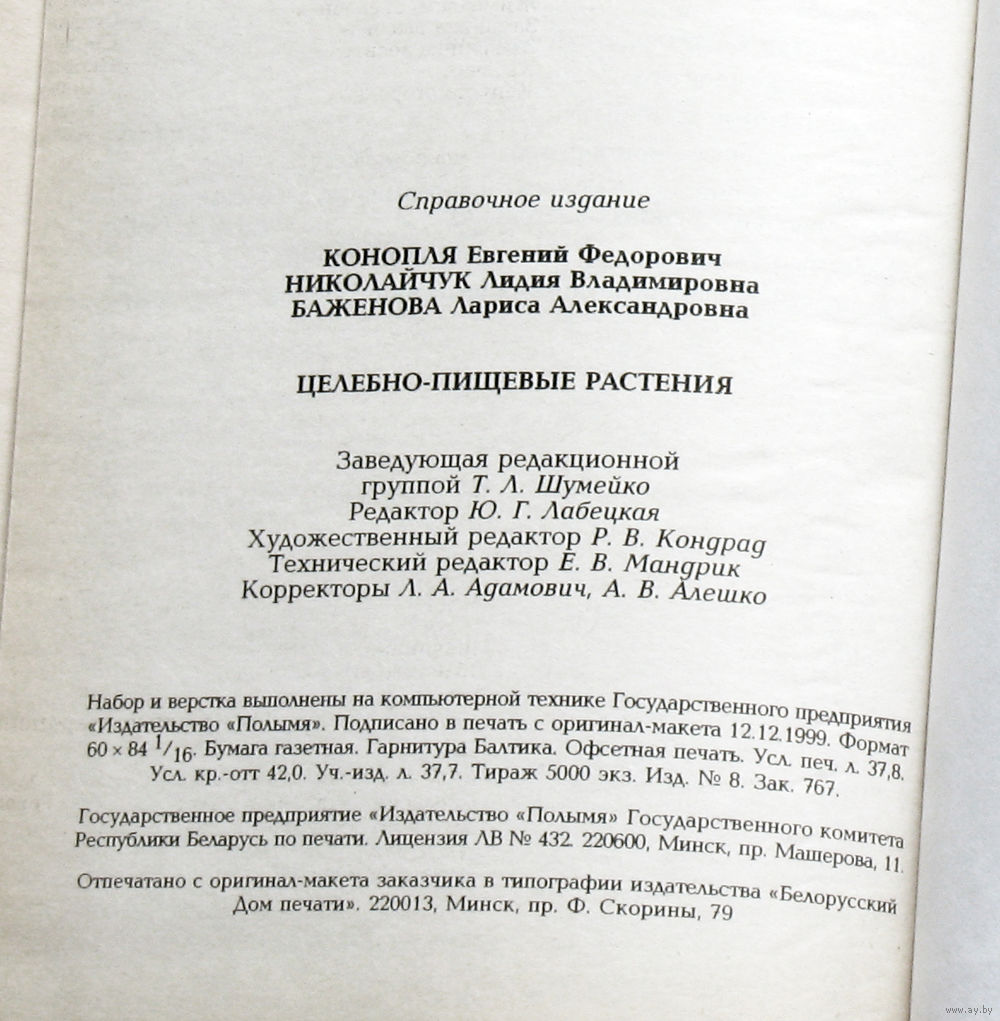 Справочное издание
КОНОПЛЯ Евгений Федорович
НИКОЛАЙЧУК Лидия Владимировна
БАЖЕНОВА Лариса Александровна
ЦЕЛЕБНО-ПИЩЕВЫЕ РАСТЕНИЯ
Заведующая редакционной
группой Т. Л. Шумейко
Редактор Ю. Г. Лабецкая
Художественный редактор Р. В. Кондрад
Технический редактор Е. В. Мандрик
Корректоры Л. А. Адамович, А. В. Алешко
Набор и верстка выполнены на компьютерной технике Государственного предприятия
«Издательство «Полымя». Подписано в печать с оригинал-макета 12.12.1999. Формат
60 × 84 1/16. Бумага газетная. Гарнитура Балтика. Офсетная печать. Усл. печ. л. 37,8.
Усл. кр.-отт 42,0. Уч.-изд. л. 37,7. Тираж 5000 экз. Изд. № 8. Зак. 767.
Государственное предприятие «Издательство «Полымя» Государственного комитета
Республики Беларусь по печати. Лицензия ЛВ № 432. 220600, Минск, пр. Машерова, 11.
Отпечатано с оригинал-макета заказчика в типографии издательства «Белорусский
Дом печати». 220013, Минск, пр. Ф. Скорины, 79
www.ay.by